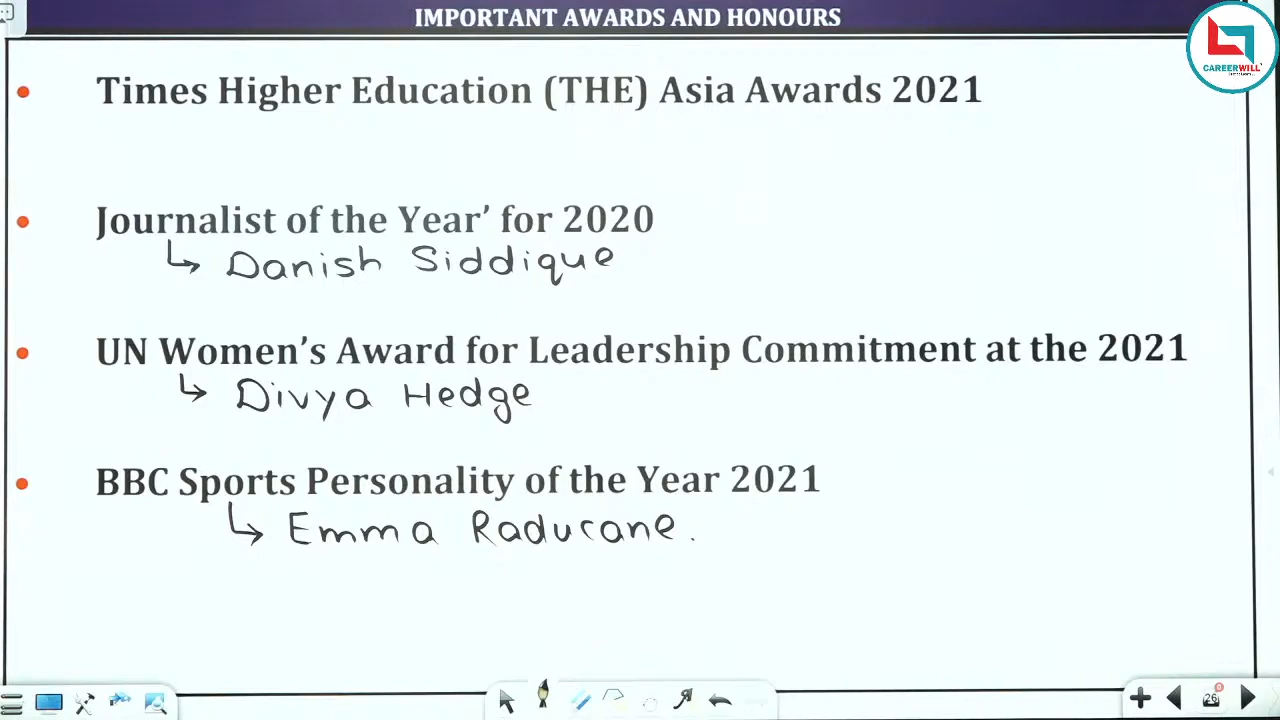 IMPORTANT AWARDS AND HONOURS
CAREERWILL
Times Higher Education (THE) Asia Awards 2021
Journalist of the Year’ for 2020
Danish Siddique
UN Women’s Award for Leadership Commitment at the 2021
Divya Hedge
BBC Sports Personality of the Year 2021
Emma Raducane.
26